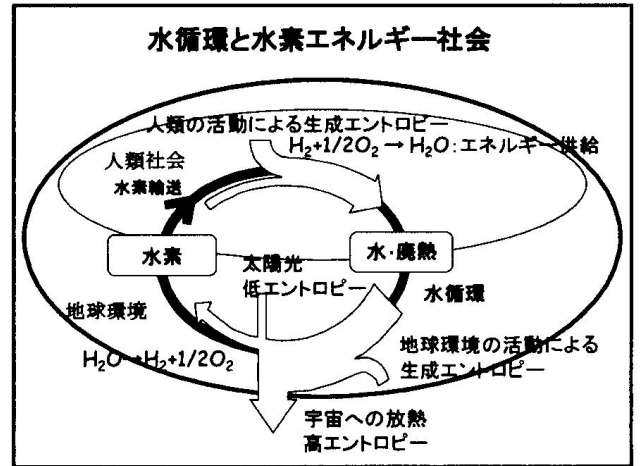 水循環と水素エネルギー社会
人類の活動による生成エントロピー
H₂+1/2O₂ → H₂O:エネルギー供給
人類社会
水素輸送
水素
太陽光
低エントロピー
水・廃熱
水循環
地球環境
H₂O→H₂+1/2O₂
地球環境の活動による
生成エントロピー
宇宙への放熱
高エントロピー